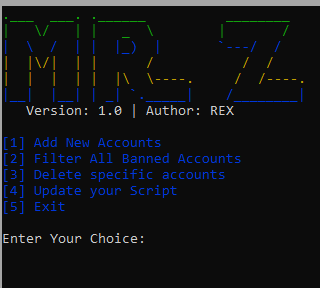 MR Z
Version: 1.0 | Author: REX
[1] Add New Accounts
[2] Filter All Banned Accounts
[3] Delete specific accounts
[4] Update your Script
[5] Exit
Enter Your Choice: